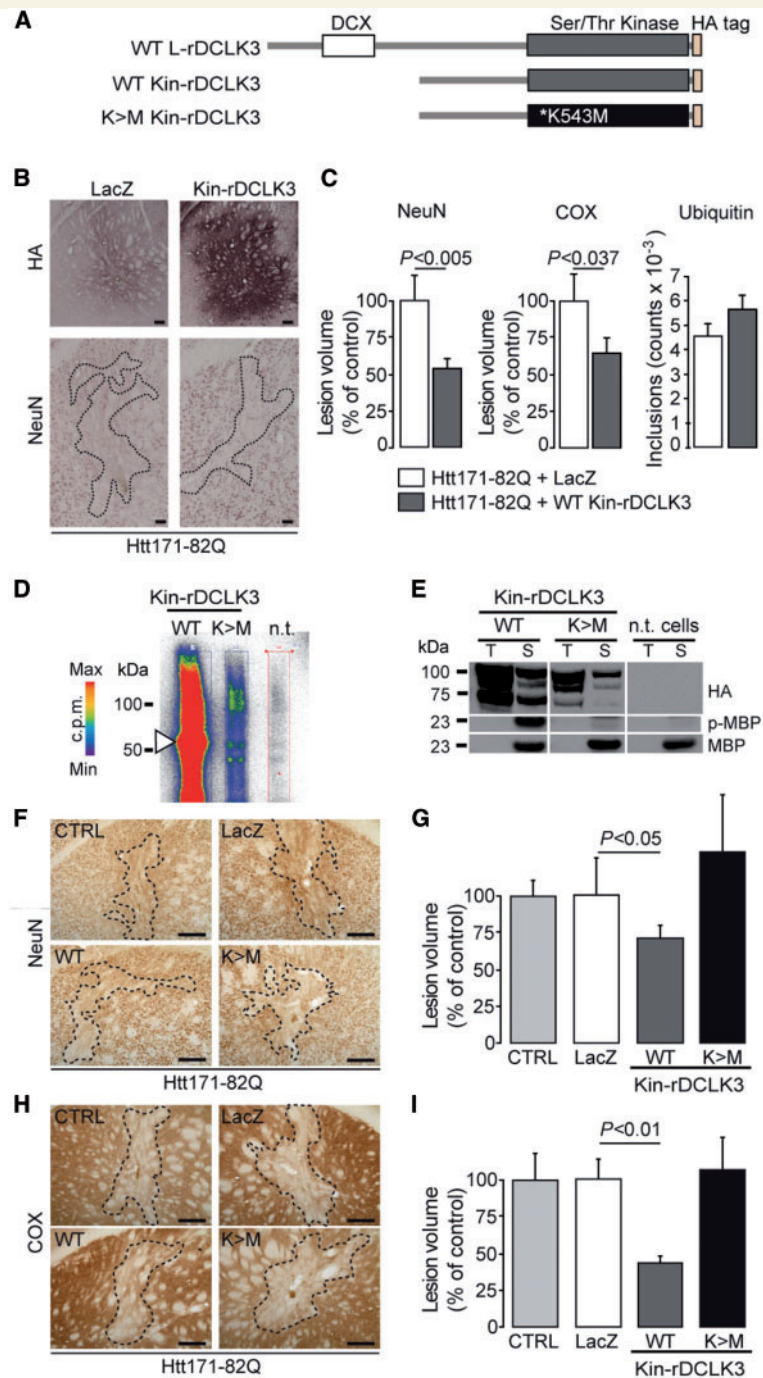 A
DCX
Ser/Thr Kinase
HA tag
WT L-rDCLK3
WT Kin-rDCLK3
K>M Kin-rDCLK3
*K543M
B
LacZ
Kin-rDCLK3
HA
NeuN
Htt171-82Q
C
NeuN
COX
Ubiquitin
P<0.005
P<0.037
Lesion volume
(% of control)
100
75
50
25
0
Lesion volume
(% of control)
100
75
50
25
0
Inclusions (counts x 10⁻³)
7
6
5
4
3
2
1
0
Htt171-82Q + LacZ
Htt171-82Q + WT Kin-rDCLK3
D
Kin-rDCLK3
WT
K>M
n.t.
Max
c.p.m.
Min
kDa
100
50
E
Kin-rDCLK3
WT
K>M
n.t. cells
kDa
T
S
T
S
T
S
100
75
HA
23
p-MBP
23
MBP
F
CTRL
LacZ
NeuN
WT
K>M
Htt171-82Q
G
P<0.05
Lesion volume
(% of control)
100
75
50
25
0
CTRL
LacZ
WT
K>M
Kin-rDCLK3
H
CTRL
LacZ
COX
WT
K>M
Htt171-82Q
I
P<0.01
Lesion volume
(% of control)
100
75
50
25
0
CTRL
LacZ
WT
K>M
Kin-rDCLK3